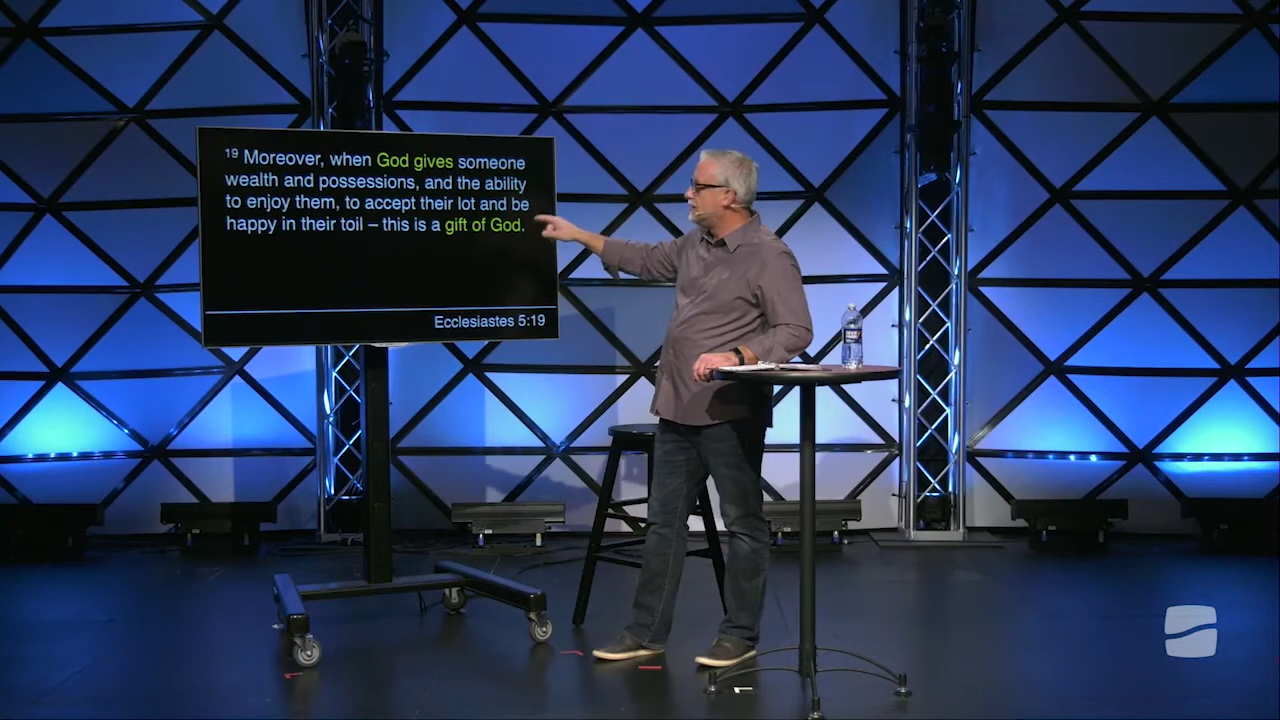 19 Moreover, when God gives someone
wealth and possessions, and the ability
to enjoy them, to accept their lot and be
happy in their toil – this is a gift of God.
Ecclesiastes 5:19